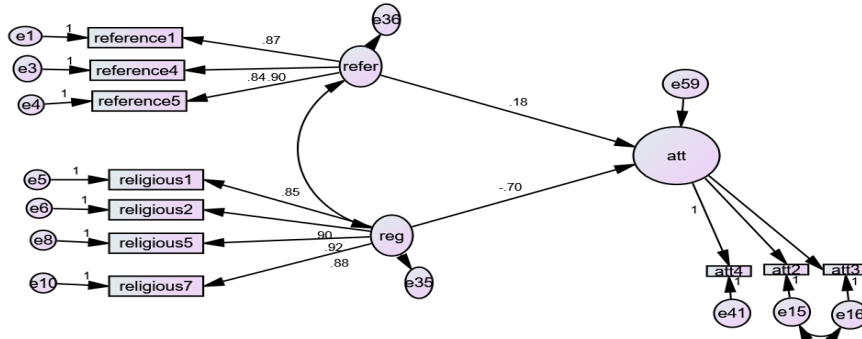 e36
e1 1 reference1 .87
e3 1 reference4 refer
.84.90
e4 1 reference5
.18 e59
att
e5 1 religious1
.85 -.70
e6 1 religious2
1
reg
e8 1 religious5 .90
.92
.88
e10 1 religious7 e35
att4 att2 att3
1 1 1
e41 e15 e16